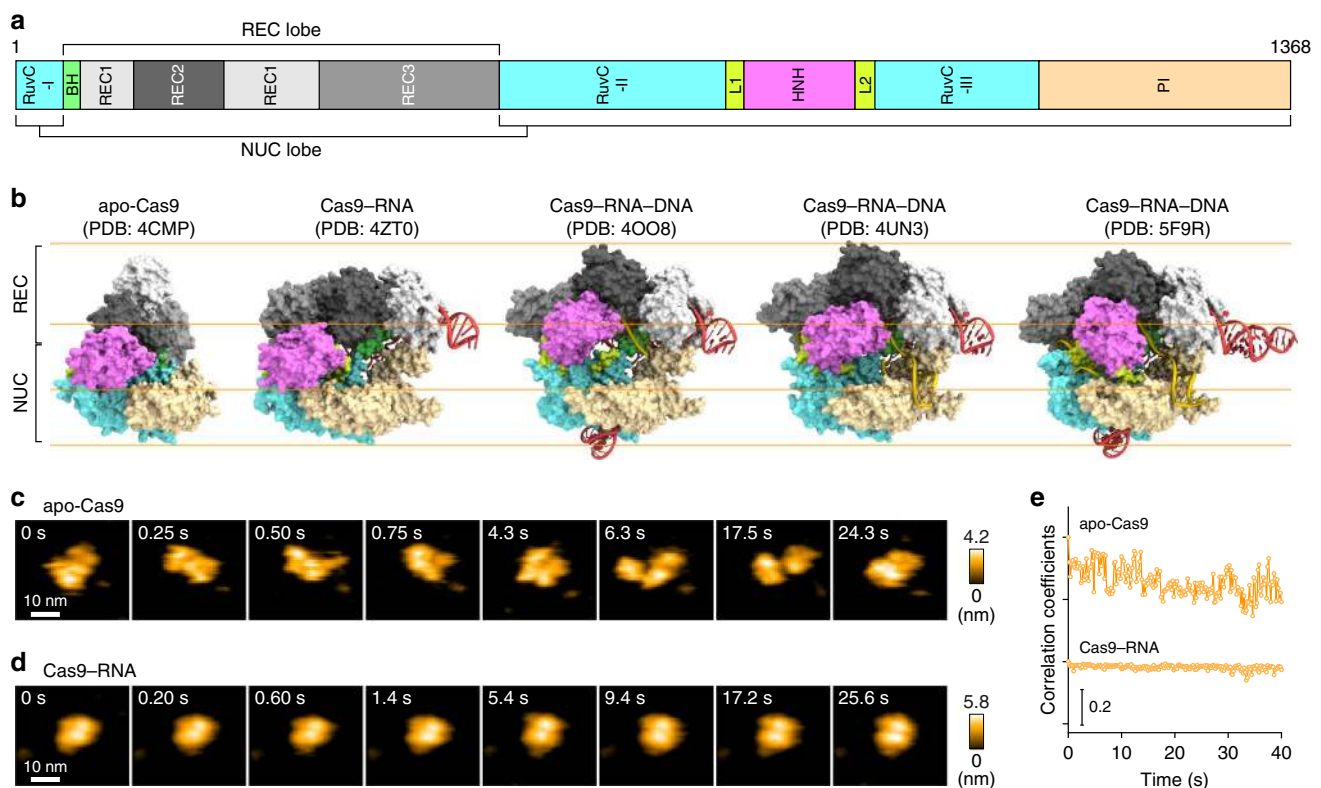 a
REC lobe
1
1368
RuvC
-I
BH
REC1
REC2
REC1
REC3
RuvC
-II
L1
HNH
L2
RuvC
-III
PI
NUC lobe
b
apo-Cas9
(PDB: 4CMP)
Cas9–RNA
(PDB: 4ZT0)
Cas9–RNA–DNA
(PDB: 4OO8)
Cas9–RNA–DNA
(PDB: 4UN3)
Cas9–RNA–DNA
(PDB: 5F9R)
REC
NUC
c
apo-Cas9
0 s
0.25 s
0.50 s
0.75 s
4.3 s
6.3 s
17.5 s
24.3 s
10 nm
4.2
0
(nm)
d
Cas9–RNA
0 s
0.20 s
0.60 s
1.4 s
5.4 s
9.4 s
17.2 s
25.6 s
10 nm
5.8
0
(nm)
e
Correlation coefficients
apo-Cas9
Cas9–RNA
0.2
0 10 20 30 40
Time (s)